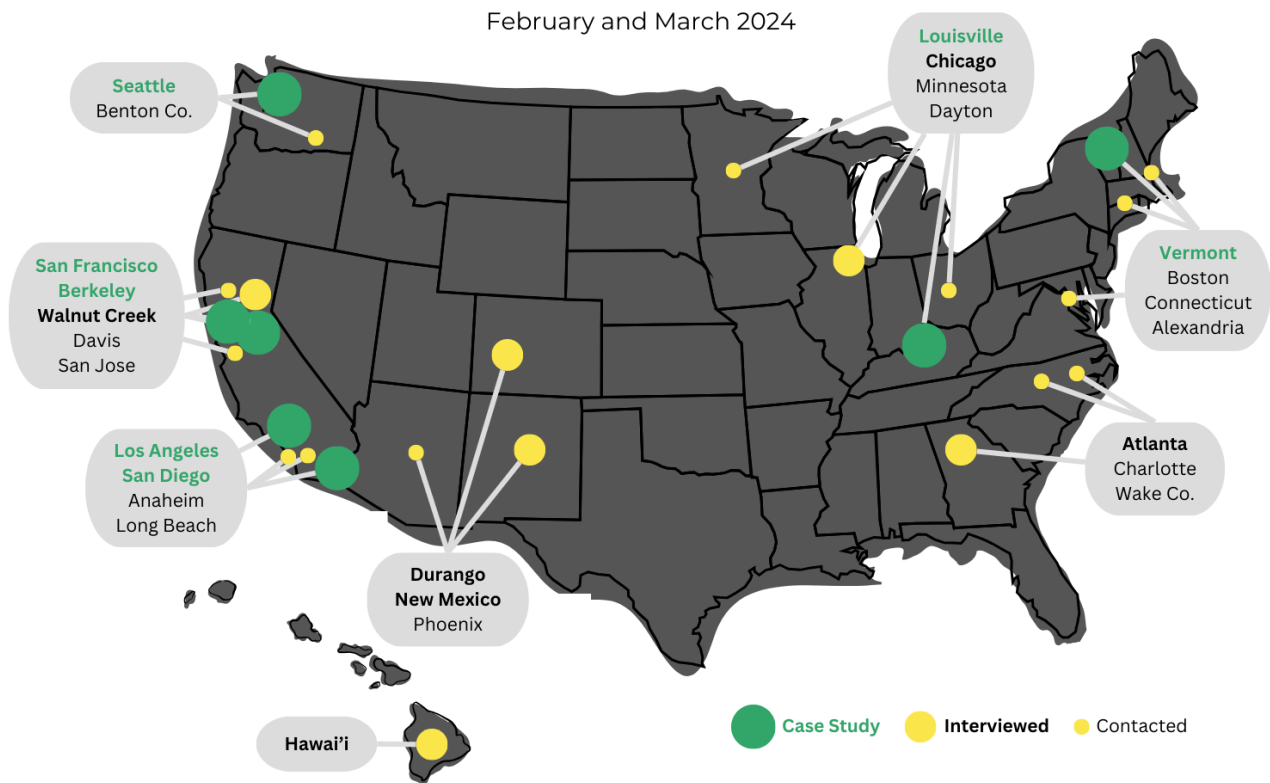 February and March 2024
Louisville
Chicago
Minnesota
Dayton
Seattle
Benton Co.
San Francisco
Berkeley
Walnut Creek
Davis
San Jose
Vermont
Boston
Connecticut
Alexandria
Los Angeles
San Diego
Anaheim
Long Beach
Atlanta
Charlotte
Wake Co.
Durango
New Mexico
Phoenix
Hawai’i
Case Study
Interviewed
Contacted